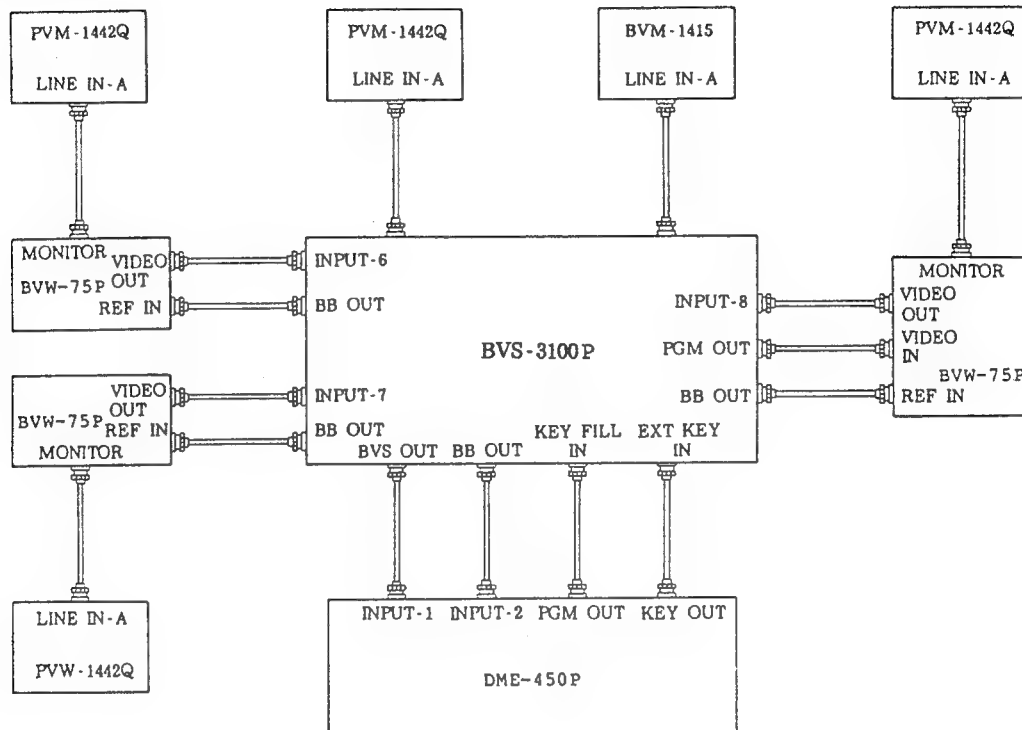 PVM-1442Q
LINE IN-A
PVM-1442Q
LINE IN-A
BVM-1415
LINE IN-A
PVM-1442Q
LINE IN-A
MONITOR
VIDEO
OUT
BVW-75P
REF IN
INPUT-6
BB OUT
BVS-3100P
INPUT-8
PGM OUT
BB OUT
MONITOR
VIDEO
OUT
VIDEO
IN
BVW-75P
REF IN
VIDEO
OUT
BVW-75P
REF IN
MONITOR
INPUT-7
BB OUT
BVS OUT
BB OUT
KEY FILL
IN
EXT KEY
IN
LINE IN-A
PVW-1442Q
INPUT-1
INPUT-2
PGM OUT
KEY OUT
DME-450P